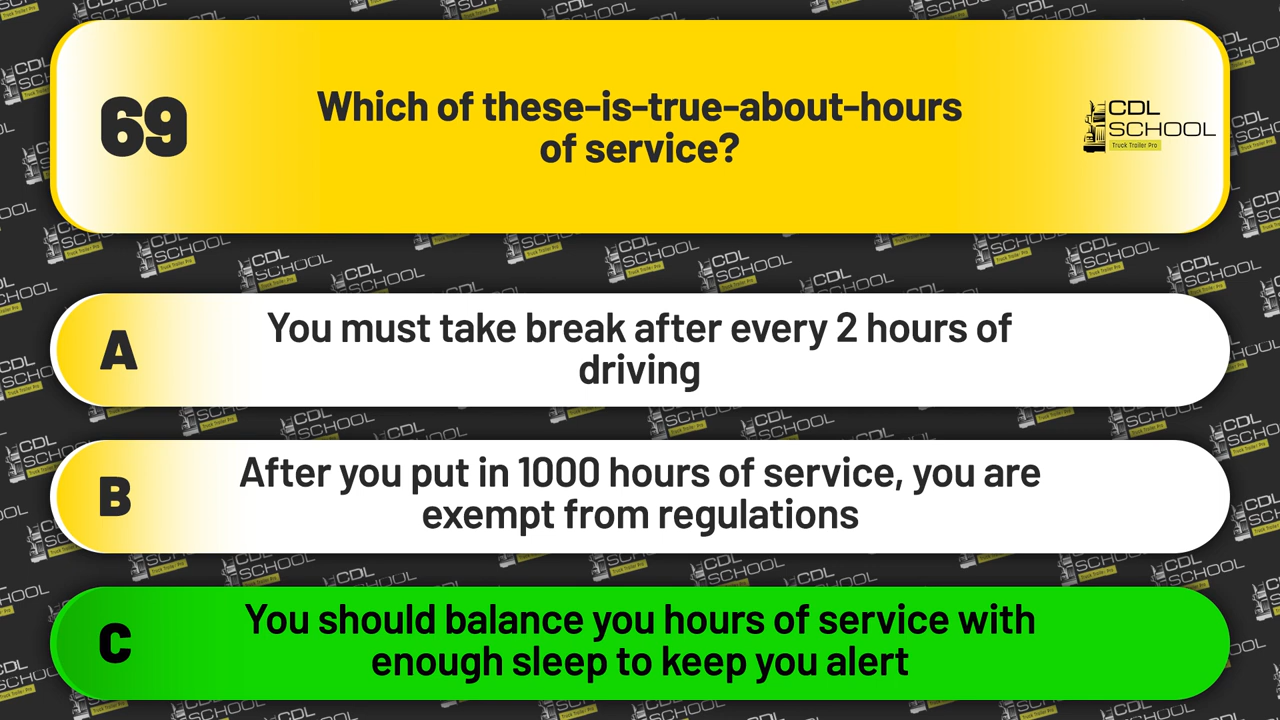 69
Which of these-is-true-about-hours
of service?
CDL
SCHOOL
Truck Trailer Pro
A
You must take break after every 2 hours of
driving
B
After you put in 1000 hours of service, you are
exempt from regulations
C
You should balance you hours of service with
enough sleep to keep you alert